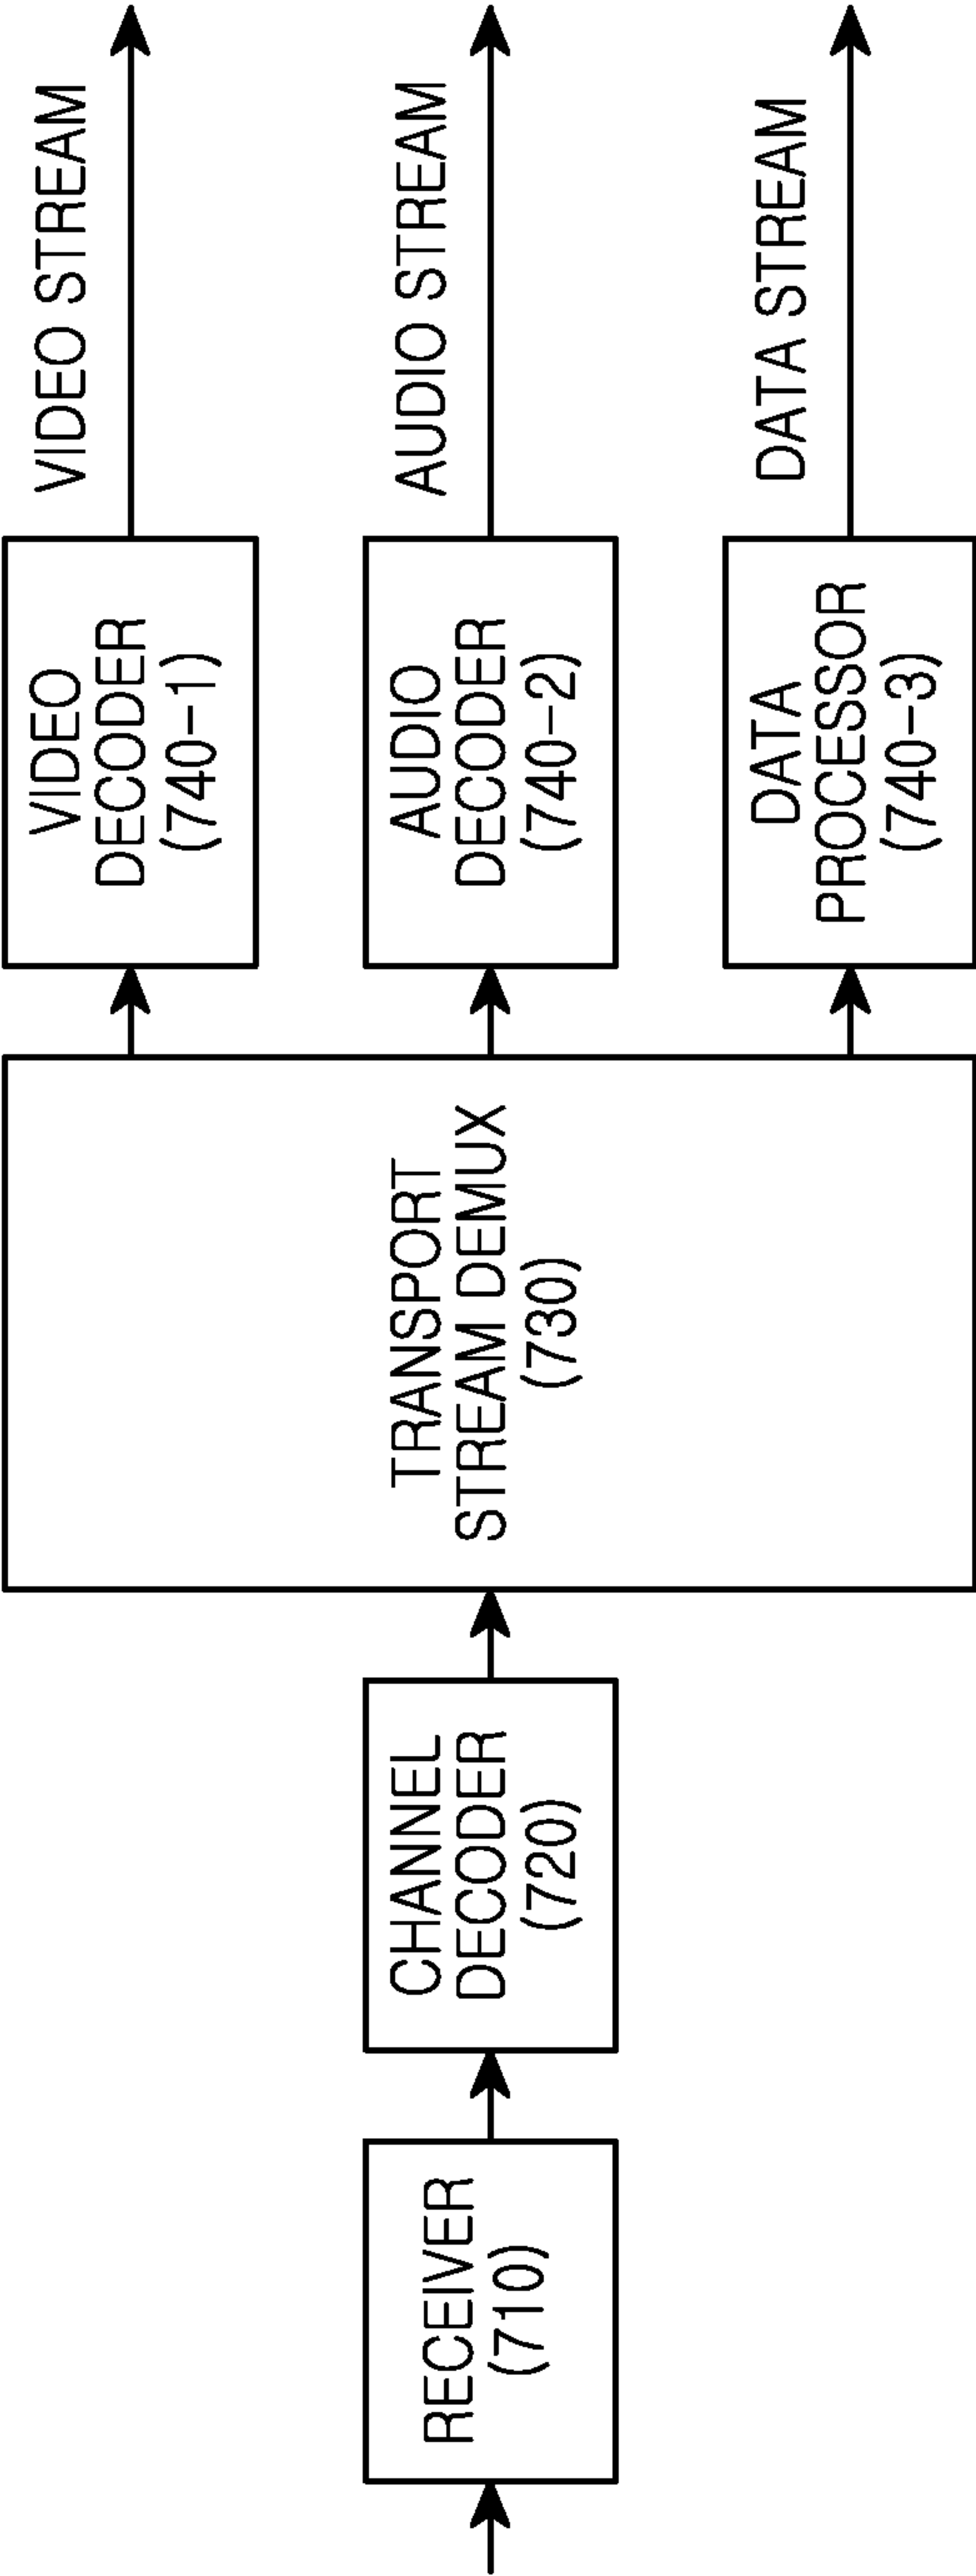 RECEIVER
(710)
CHANNEL
DECODER
(720)
TRANSPORT
STREAM DEMUX
(730)
VIDEO
DECODER
(740-1)
VIDEO STREAM
AUDIO
DECODER
(740-2)
AUDIO STREAM
DATA
PROCESSOR
(740-3)
DATA STREAM